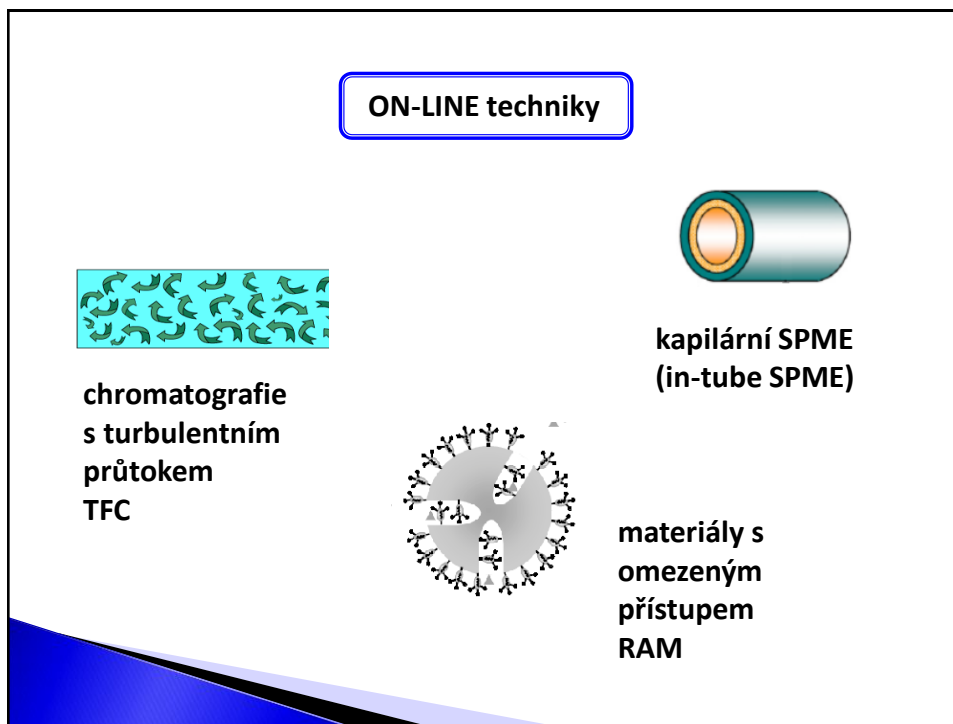 ON-LINE techniky
kapilární SPME
(in-tube SPME)
chromatografie
s turbulentním
průtokem
TFC
materiály s
omezeným
přístupem
RAM